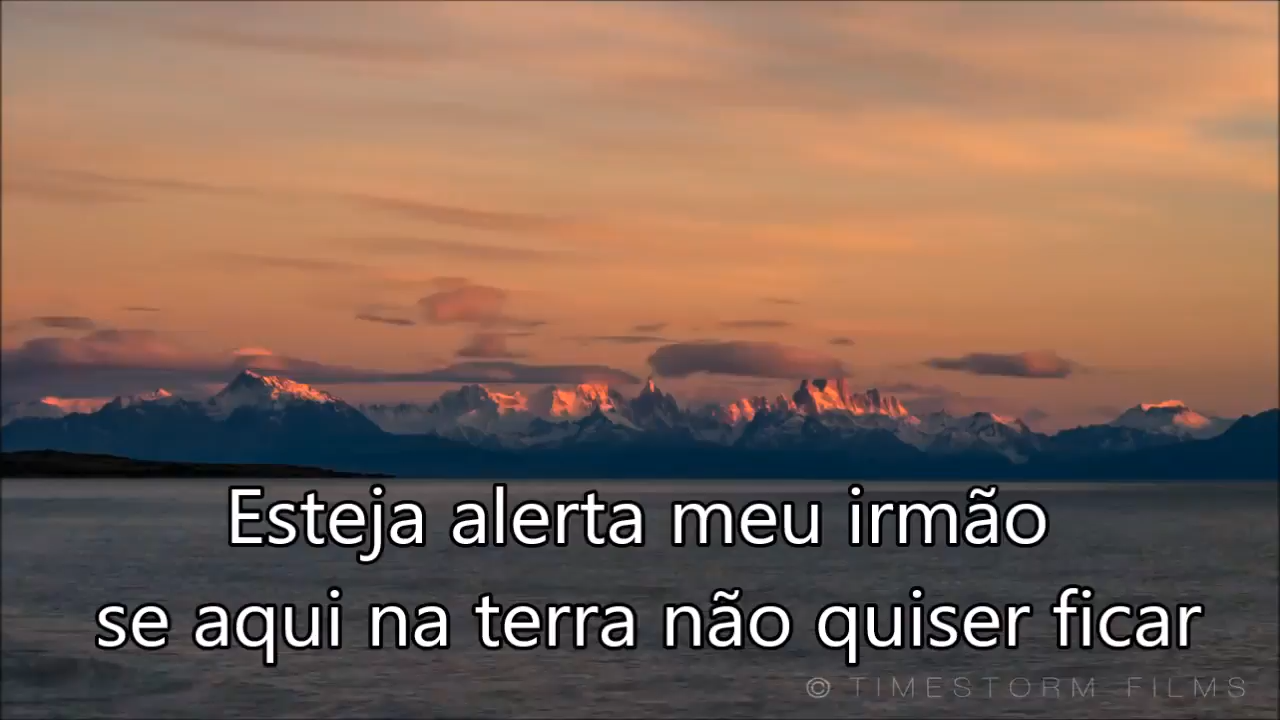 Esteja alerta meu irmão
se aqui na terra não quiser ficar
© TIMESTORM FILMS